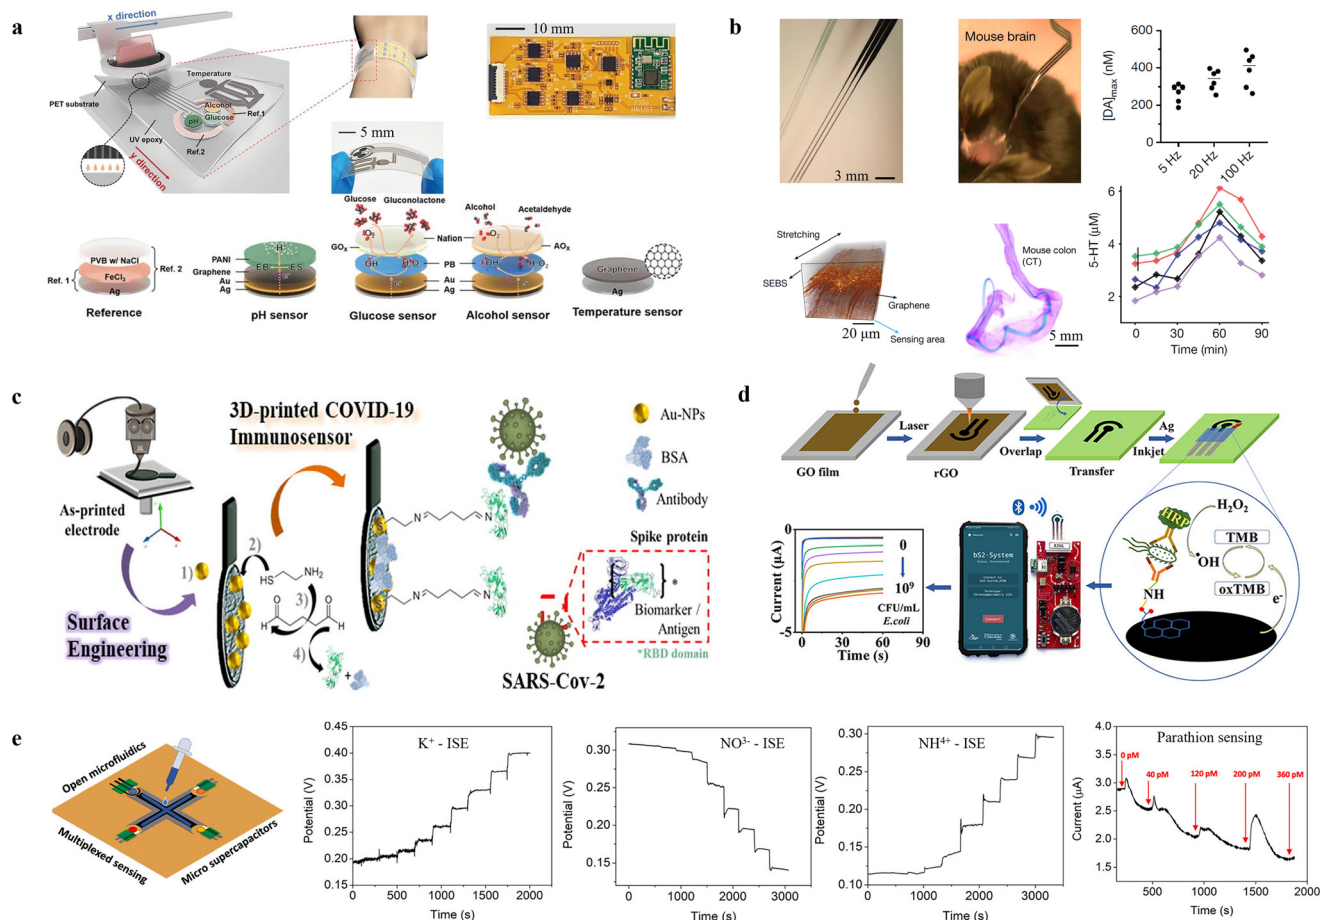 a
x direction
PET substrate
Temperature
Alcohol
Glucose
pH
Ref.1
Ref.2
UV epoxy
y direction
10 mm
5 mm
Glucose
Gluconolactone
Alcohol
Acetaldehyde
O₂
O₂
GOₓ
Nafion
AOₓ
PVB w/ NaCl
FeCl₃
Ag
Ref. 1
Ref. 2
PANI
Graphene
Au
Ag
H⁺
EB
ES
PB
Au
Ag
Graphene
Ag
Reference
pH sensor
Glucose sensor
Alcohol sensor
Temperature sensor
b
3 mm
Mouse brain
[DA]max (nM)
600
400
200
0
5 Hz
20 Hz
100 Hz
Stretching
SEBS
Graphene
20 µm
Sensing area
Mouse colon
(CT)
5 mm
5-HT (µM)
6
4
2
0
30
60
90
Time (min)
c
3D-printed COVID-19
Immunosensor
As-printed
electrode
Surface
Engineering
1)
2)
HS
NH₂
3)
O
O
4)
+
S
N
N
S
N
N
Au-NPs
BSA
Antibody
Spike protein
*
Biomarker /
Antigen
*RBD domain
SARS-Cov-2
d
GO film
Laser
rGO
Overlap
Transfer
Ag
Inkjet
HRP
H₂O₂
•OH
TMB
oxTMB
NH
e⁻
bS2-System
Connect
Current (µA)
0
-5
0
30
60
90
Time (s)
0
10⁹
CFU/mL
E.coli
e
Open microfluidics
Multiplexed sensing
Micro supercapacitors
K⁺ - ISE
Potential (V)
0.45
0.40
0.35
0.30
0.25
0.20
0.15
0
500
1000
1500
2000
Time (s)
NO³⁻ - ISE
Potential (V)
0.30
0.25
0.20
0.15
0
1000
2000
3000
Time (s)
NH⁴⁺ - ISE
Potential (V)
0.30
0.25
0.20
0.15
0.10
0
1000
2000
3000
Time (s)
Parathion sensing
0 pM
40 pM
120 pM
200 pM
360 pM
Current (µA)
4.0
3.5
3.0
2.5
2.0
1.5
500
1000
1500
2000
Time (s)